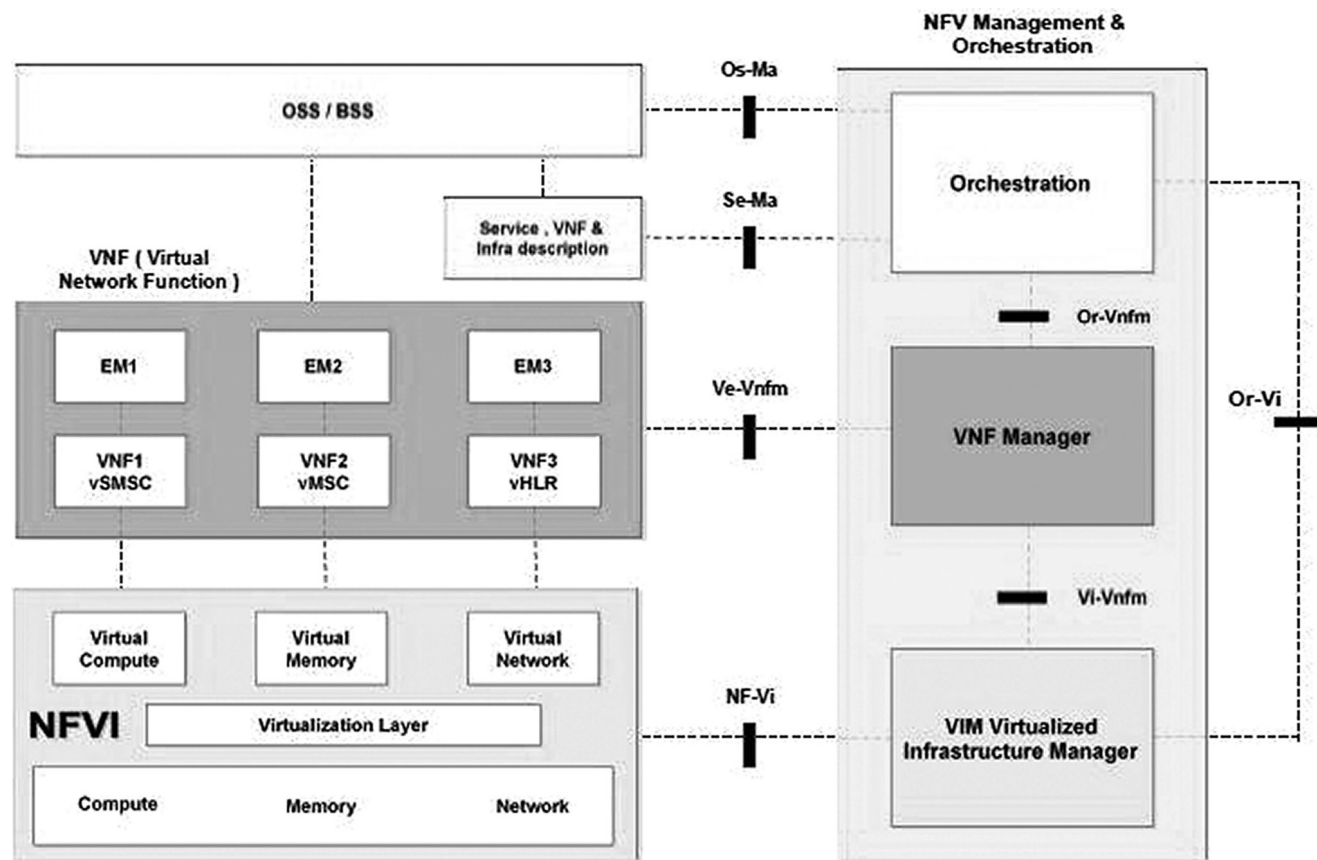 NFV Management &
Orchestration
Os-Ma
OSS / BSS
Orchestration
Se-Ma
Service , VNF &
Infra description
VNF ( Virtual
Network Function )
Or-Vnfm
EM1
EM2
EM3
Ve-Vnfm
Or-Vi
VNF Manager
VNF1
vSMSC
VNF2
vMSC
VNF3
vHLR
Vi-Vnfm
Virtual
Compute
Virtual
Memory
Virtual
Network
NF-Vi
NFVI
Virtualization Layer
VIM Virtualized
Infrastructure Manager
Compute
Memory
Network